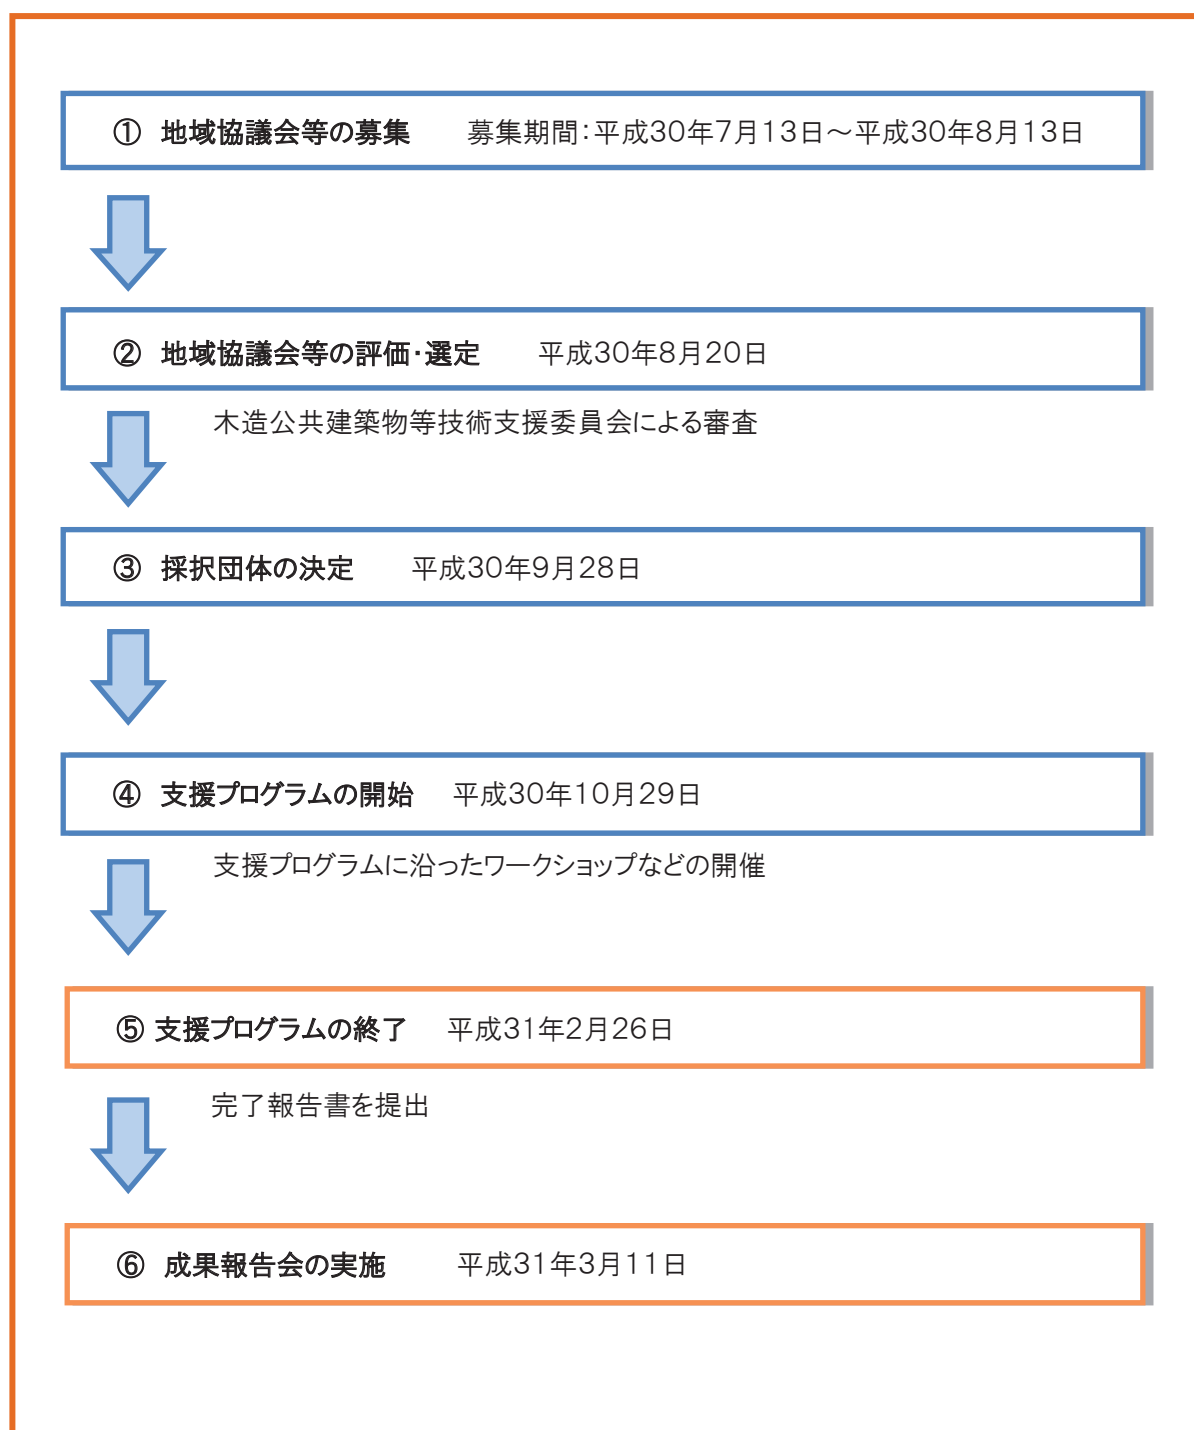 ① 地域協議会等の募集　募集期間：平成30年7月13日～平成30年8月13日
② 地域協議会等の評価・選定　平成30年8月20日
木造公共建築物等技術支援委員会による審査
③ 採択団体の決定　平成30年9月28日
④ 支援プログラムの開始　平成30年10月29日
支援プログラムに沿ったワークショップなどの開催
⑤ 支援プログラムの終了　平成31年2月26日
完了報告書を提出
⑥ 成果報告会の実施　平成31年3月11日